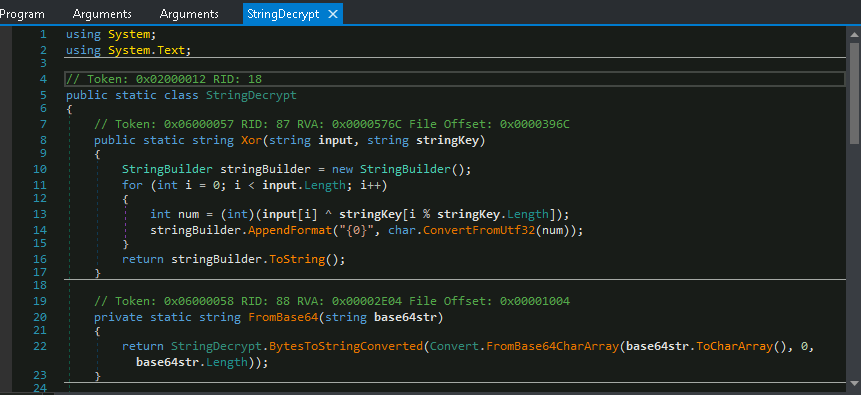 Program Arguments Arguments StringDecrypt ×
1 using System;
2 using System.Text;
3
4 // Token: 0x02000012 RID: 18
5 public static class StringDecrypt
6 {
7 // Token: 0x06000057 RID: 87 RVA: 0x0000576C File Offset: 0x0000396C
8 public static string Xor(string input, string stringKey)
9 {
10 StringBuilder stringBuilder = new StringBuilder();
11 for (int i = 0; i < input.Length; i++)
12 {
13 int num = (int)(input[i] ^ stringKey[i % stringKey.Length]);
14 stringBuilder.AppendFormat("{0}", char.ConvertFromUtf32(num));
15 }
16 return stringBuilder.ToString();
17 }
18
19 // Token: 0x06000058 RID: 88 RVA: 0x00002E04 File Offset: 0x00001004
20 private static string FromBase64(string base64str)
21 {
22 return StringDecrypt.BytesToStringConverted(Convert.FromBase64CharArray(base64str.ToCharArray(), 0,
base64str.Length));
23 }
24